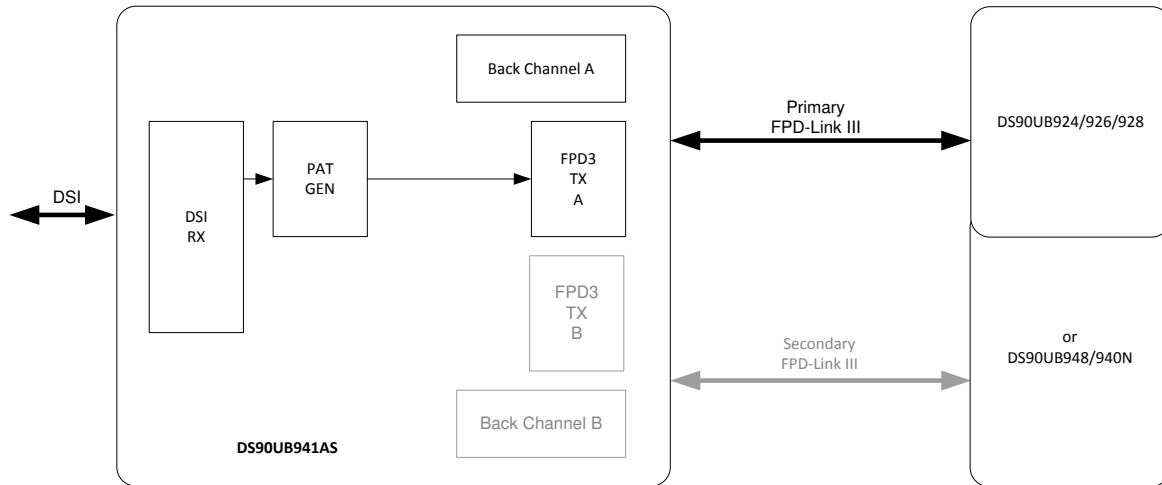 Back Channel A
Primary
FPD-Link III
DS90UB924/926/928
DSI
DSI
RX
PAT
GEN
FPD3
TX
A
FPD3
TX
B
Secondary
FPD-Link III
or
DS90UB948/940N
Back Channel B
DS90UB941AS